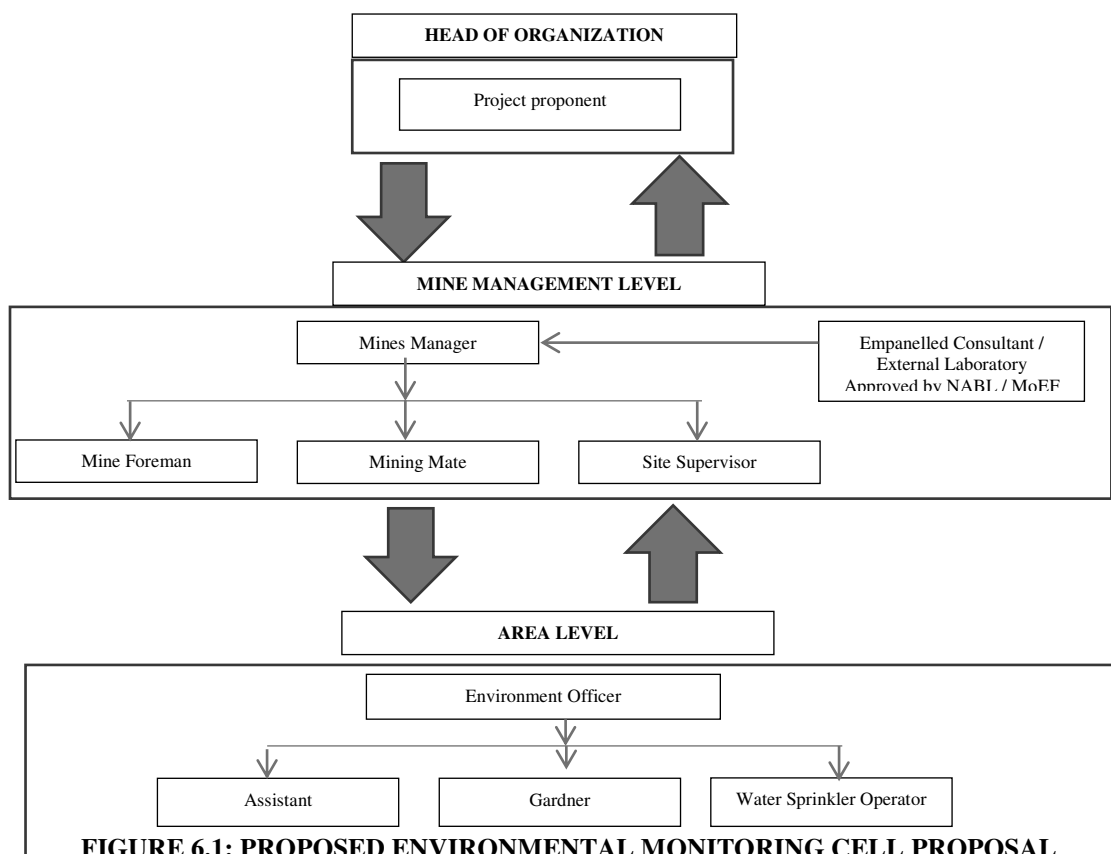 HEAD OF ORGANIZATION
Project proponent
MINE MANAGEMENT LEVEL
Mines Manager
Empanelled Consultant /
External Laboratory
Approved by NABL / MoEF
Mine Foreman
Mining Mate
Site Supervisor
AREA LEVEL
Environment Officer
Assistant
Gardner
Water Sprinkler Operator
FIGURE 6.1: PROPOSED ENVIRONMENTAL MONITORING CELL PROPOSAL